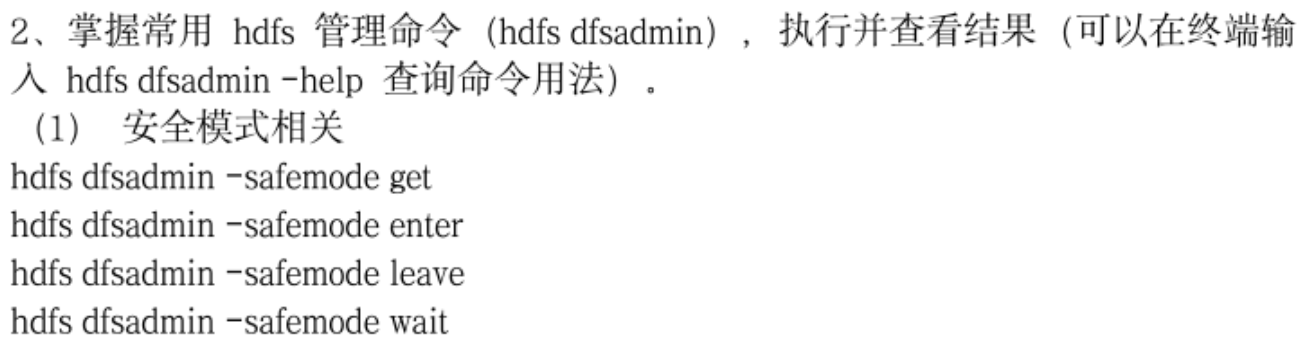 2、掌握常用 hdfs 管理命令（hdfs dfsadmin）, 执行并查看结果（可以在终端输
入 hdfs dfsadmin -help 查询命令用法）。
（1） 安全模式相关
hdfs dfsadmin -safemode get
hdfs dfsadmin -safemode enter
hdfs dfsadmin -safemode leave
hdfs dfsadmin -safemode wait